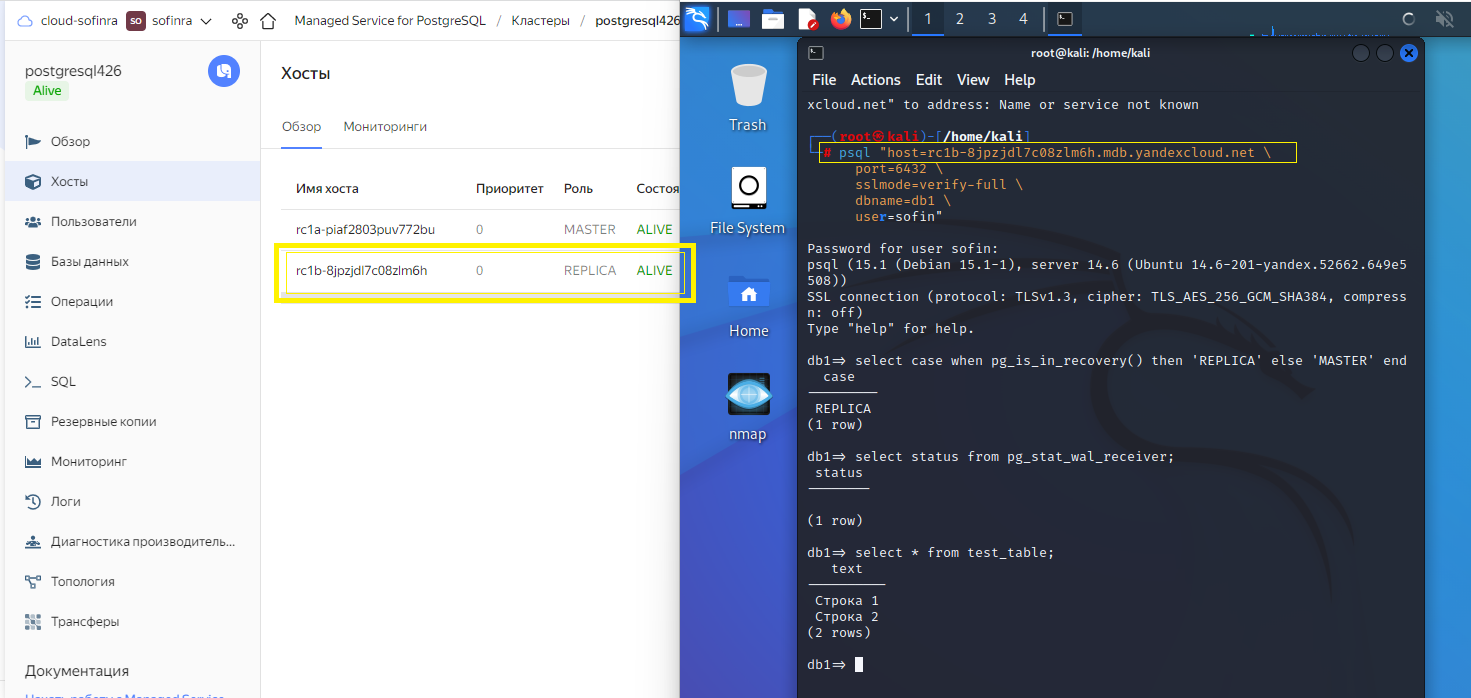 cloud-sofinra so sofinra Managed Service for PostgreSQL / Кластеры / postgresql426
postgresql426
Alive
Обзор
Хосты
Пользователи
Базы данных
Операции
DataLens
SQL
Резервные копии
Мониторинг
Логи
Диагностика производитель...
Топология
Трансферы
Документация
Хосты
Обзор Мониторинги
Имя хоста Приоритет Роль Состоя
rc1a-piaf2803puv772bu 0 MASTER ALIVE
rc1b-8jpzjdl7c08zlm6h 0 REPLICA ALIVE
1 2 3 4
Trash
File System
Home
nmap
root@kali: /home/kali
File Actions Edit View Help
xcloud.net" to address: Name or service not known
(root㉿kali)-[/home/kali]
# psql "host=rc1b-8jpzjdl7c08zlm6h.mdb.yandexcloud.net \
port=6432 \
sslmode=verify-full \
dbname=db1 \
user=sofin"
Password for user sofin:
psql (15.1 (Debian 15.1-1), server 14.6 (Ubuntu 14.6-201-yandex.52662.649e5
508))
SSL connection (protocol: TLSv1.3, cipher: TLS_AES_256_GCM_SHA384, compress
n: off)
Type "help" for help.
db1=> select case when pg_is_in_recovery() then 'REPLICA' else 'MASTER' end
case
REPLICA
(1 row)
db1=> select status from pg_stat_wal_receiver;
status
(1 row)
db1=> select * from test_table;
text
Строка 1
Строка 2
(2 rows)
db1=>